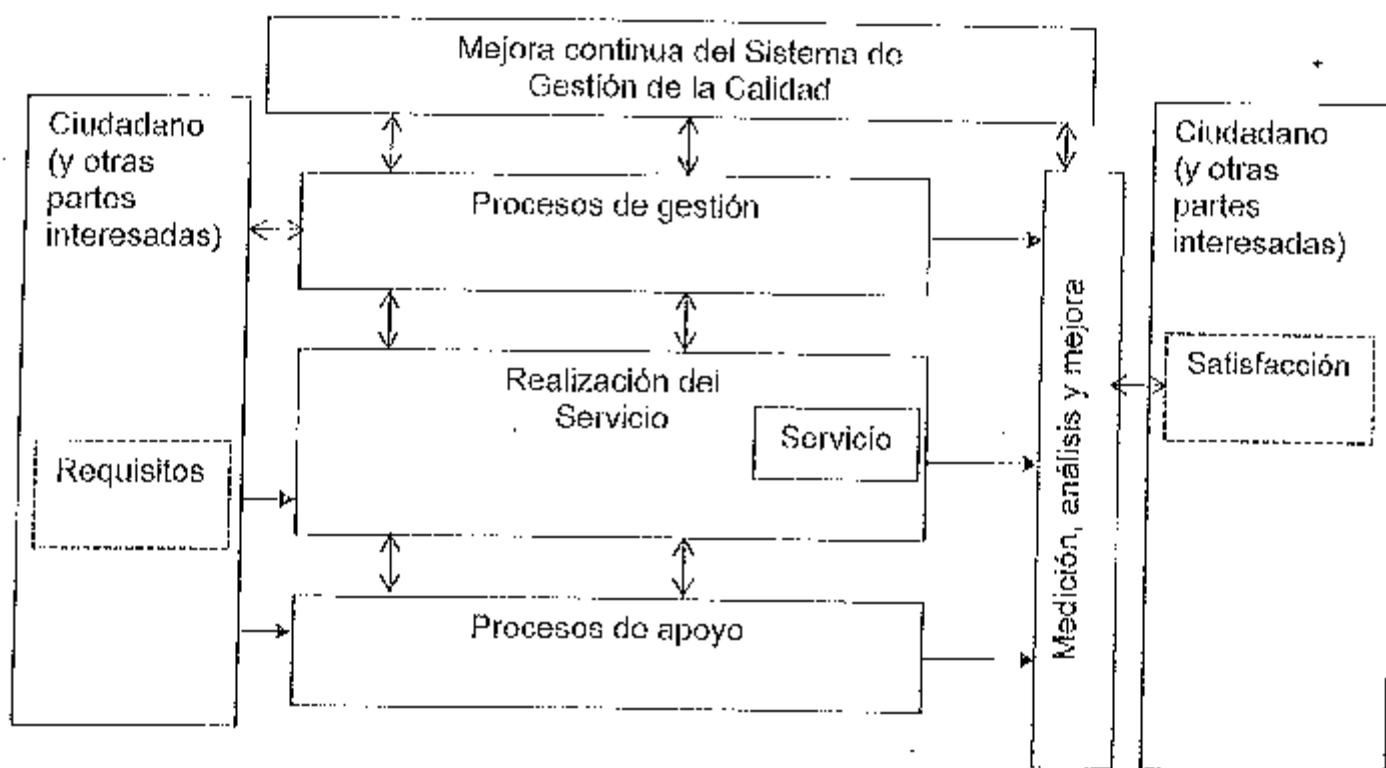 Mejora continua del Sistema de
Gestión de la Calidad
Ciudadano
(y otras
partes
interesadas)
Requisitos
Procesos de gestión
Realización del
Servicio
Servicio
Procesos de apoyo
Medición, análisis y mejora
Ciudadano
(y otras
partes
interesadas)
Satisfacción